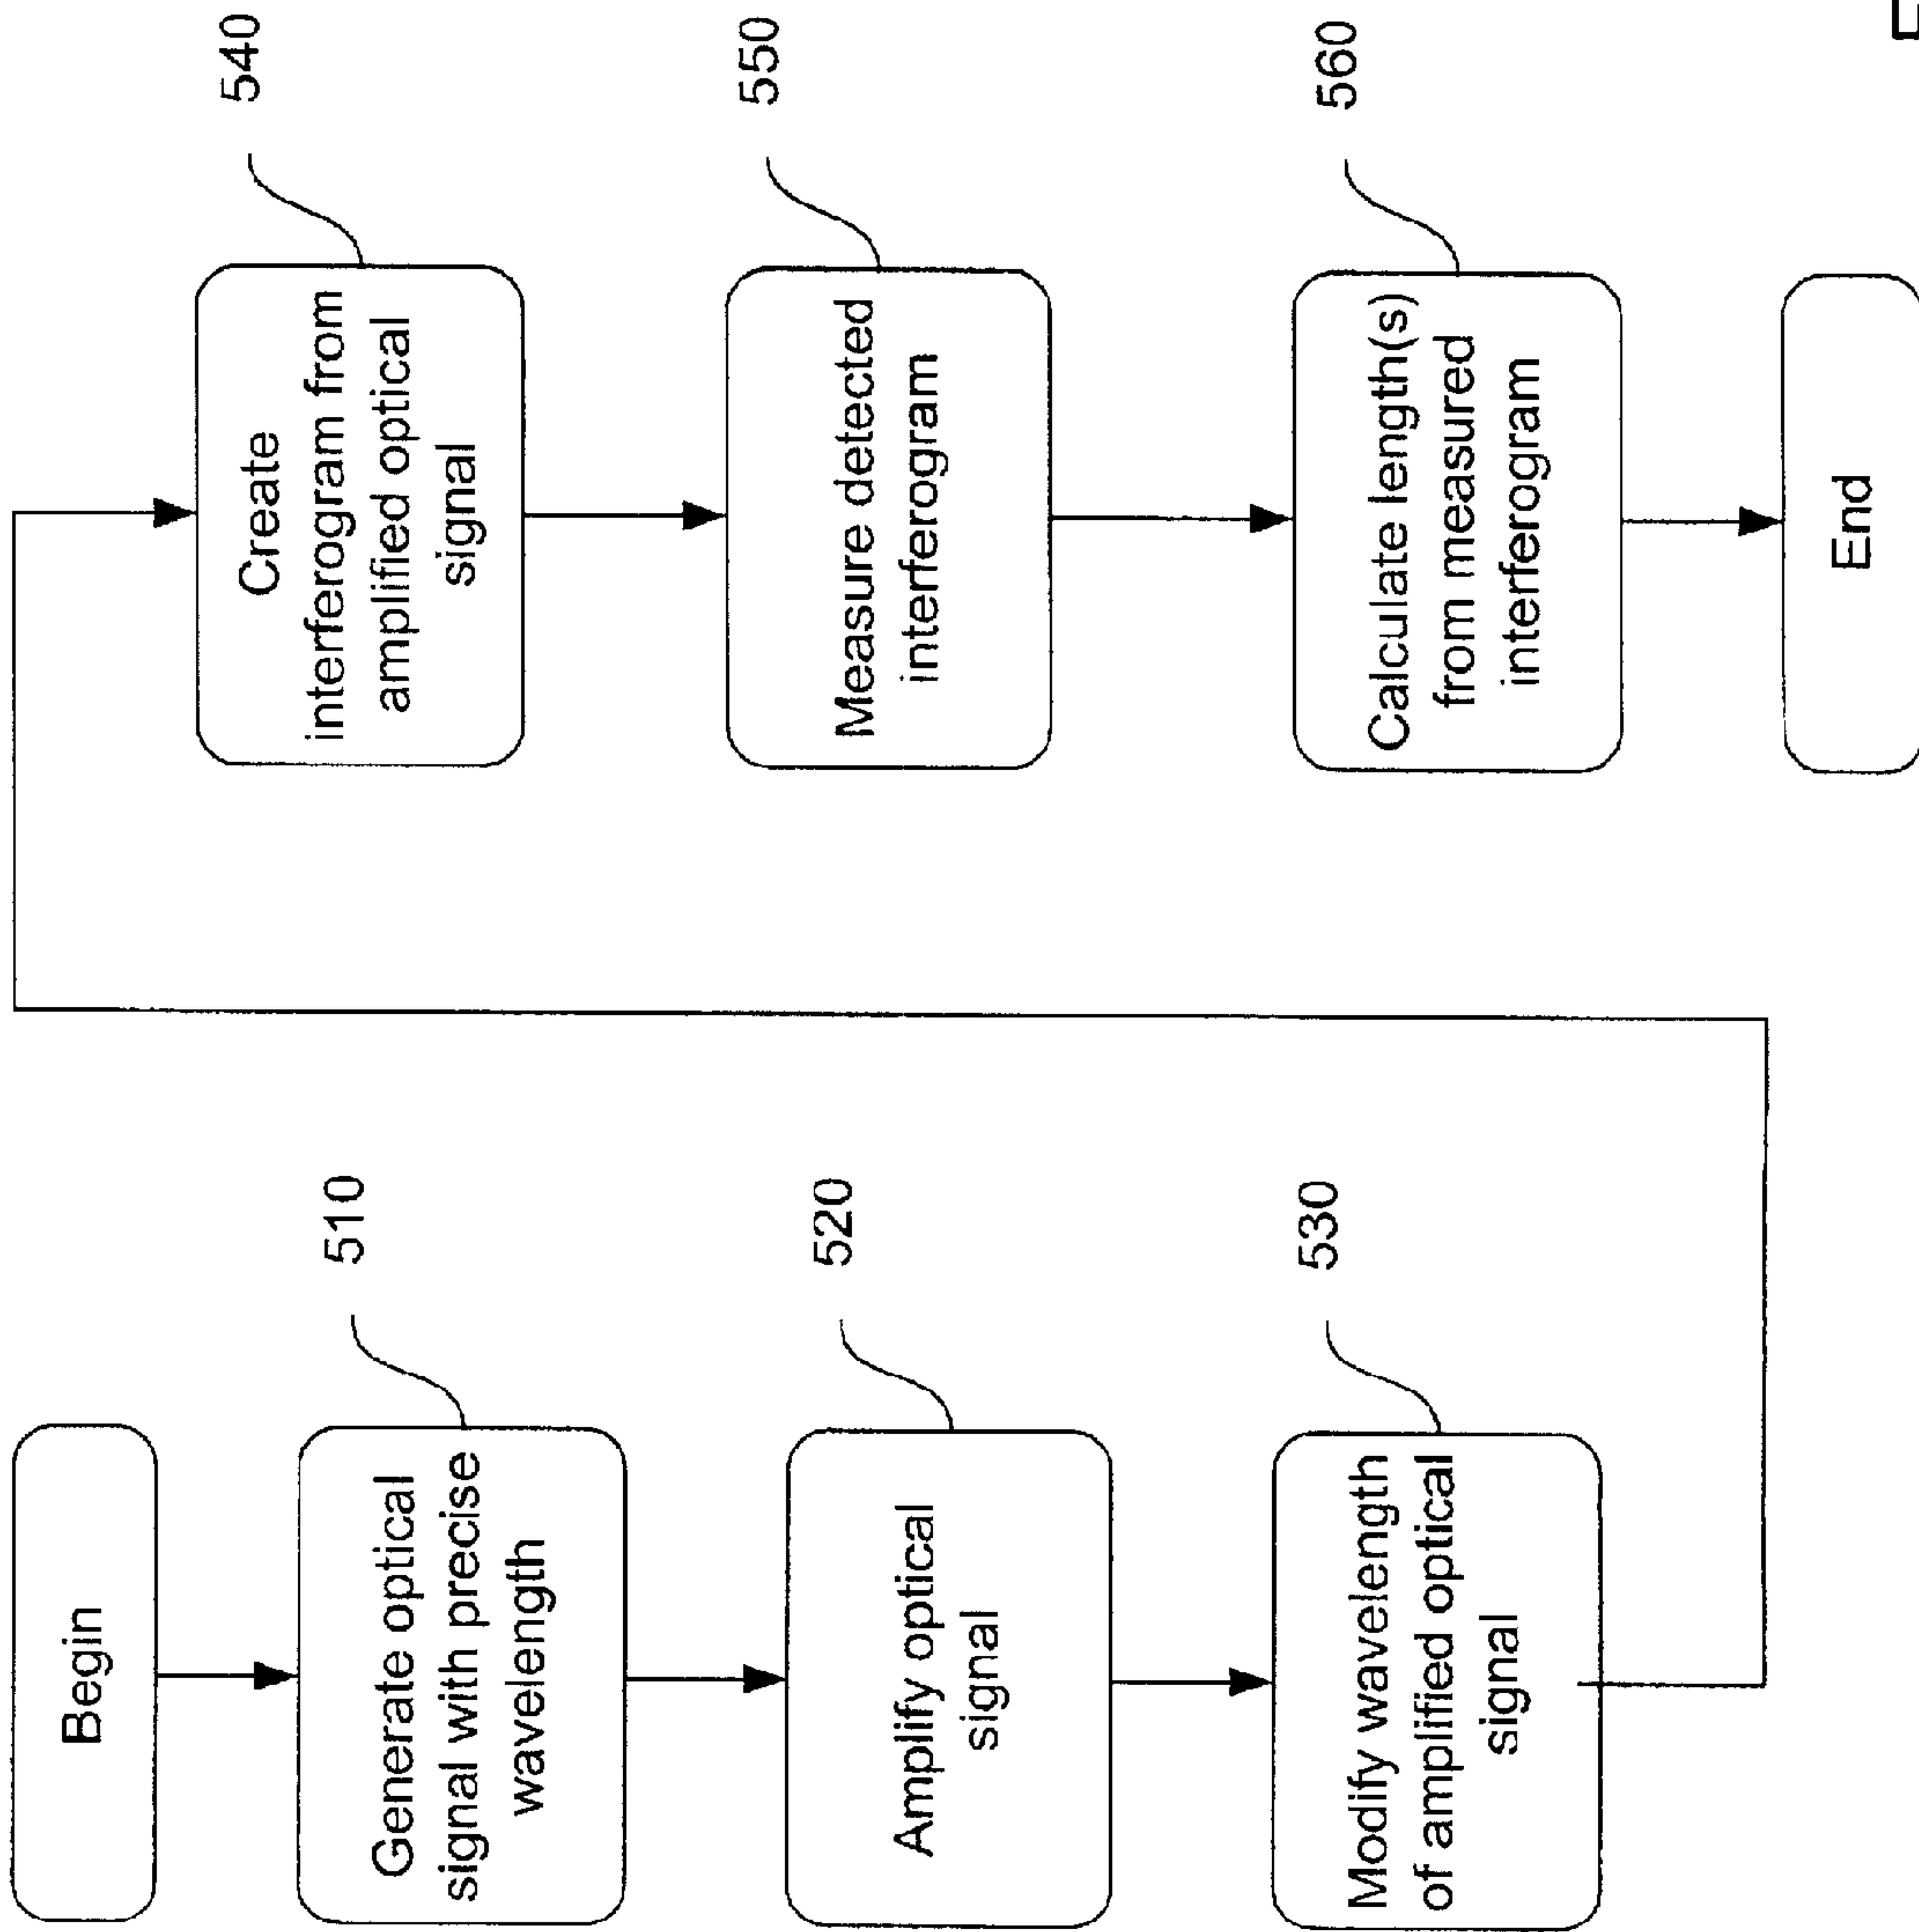 Begin
Generate optical
signal with precise
wavelength
510
Amplify optical
signal
520
Modify wavelength
of amplified optical
signal
530
Create
interferogram from
amplified optical
signal
540
Measure detected
interferogram
550
Calculate length(s)
from measured
interferogram
560
End